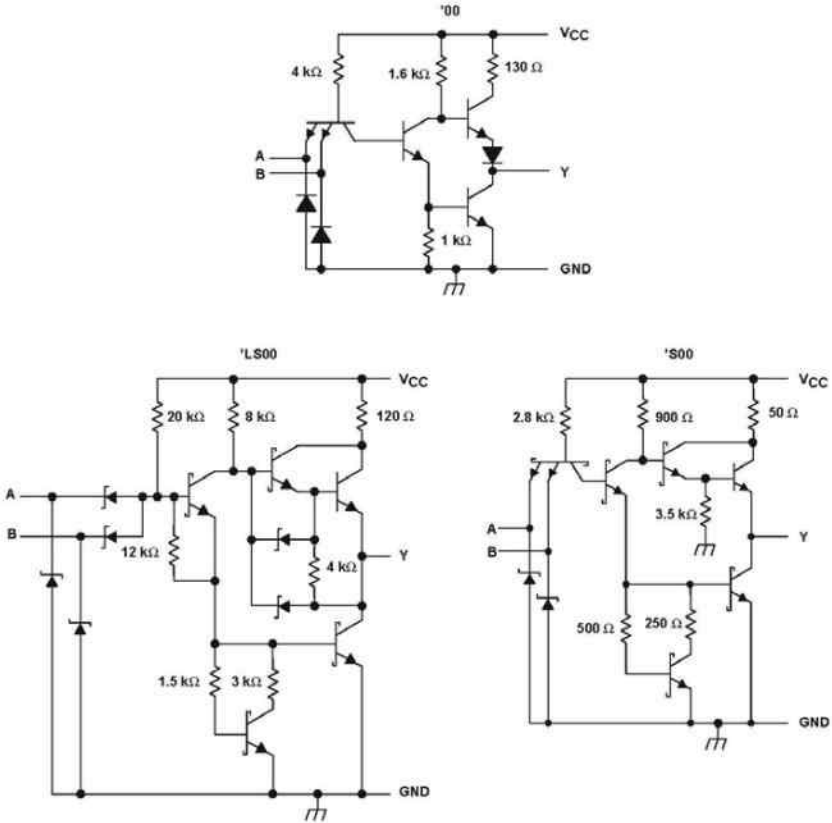 '00
VCC
4 kΩ
1.6 kΩ
130 Ω
A
B
Y
1 kΩ
GND
'LS00
VCC
20 kΩ
8 kΩ
120 Ω
A
B
12 kΩ
4 kΩ
Y
1.5 kΩ
3 kΩ
GND
'S00
VCC
2.8 kΩ
900 Ω
50 Ω
3.5 kΩ
A
B
Y
500 Ω
250 Ω
GND